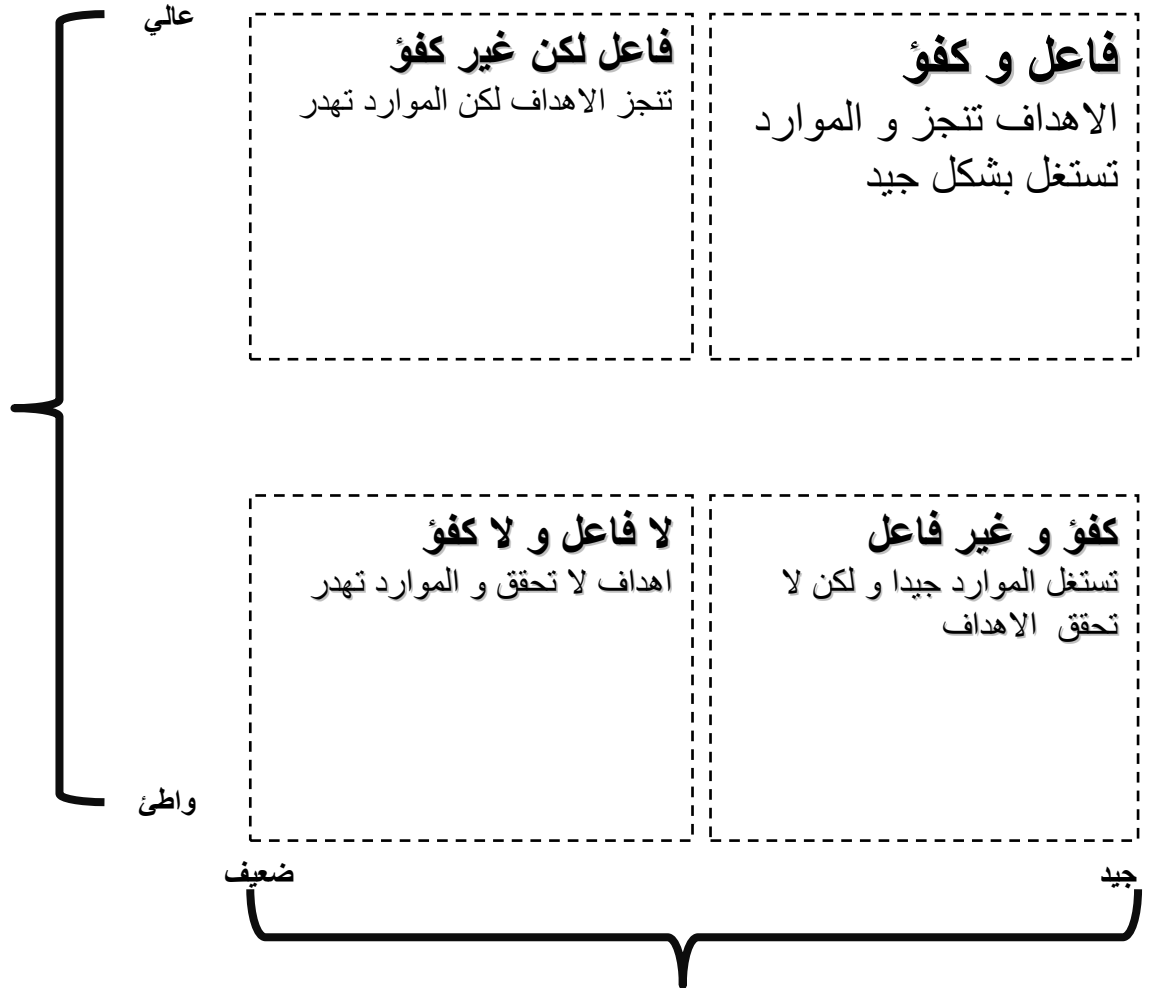 عالي
فاعل و كفؤ
الاهداف تنجز و الموارد
تستغل بشكل جيد
فاعل لكن غير كفؤ
تنجز الاهداف لكن الموارد تهدر
كفؤ و غير فاعل
تستغل الموارد جيدا و لكن لا
تحقق الاهداف
لا فاعل و لا كفؤ
اهداف لا تحقق و الموارد تهدر
واطئ
جيد
ضعيف